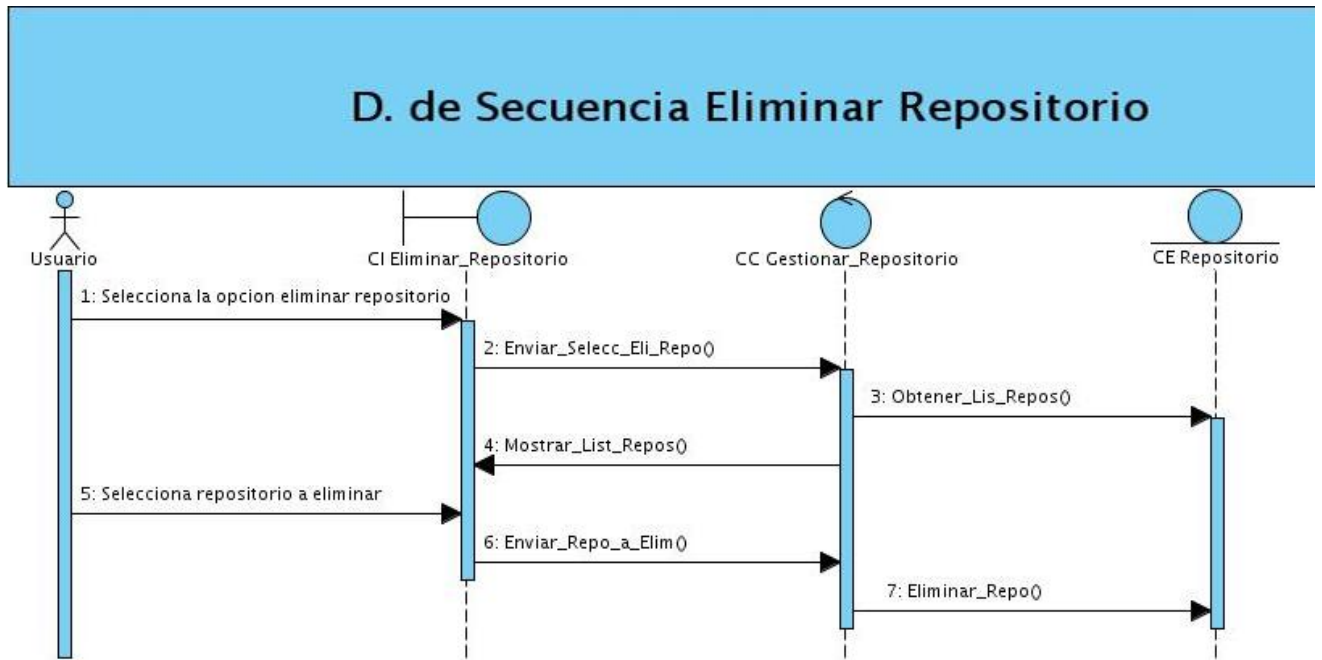 D. de Secuencia Eliminar Repositorio
Usuario
CI Eliminar_Repositorio
CC Gestionar_Repositorio
CE Repositorio
1: Selecciona la opcion eliminar repositorio
2: Enviar_Selecc_Eli_Repo()
3: Obtener_Lis_Repos()
4: Mostrar_List_Repos()
5: Selecciona repositorio a eliminar
6: Enviar_Repo_a_Elim()
7: Eliminar_Repo()